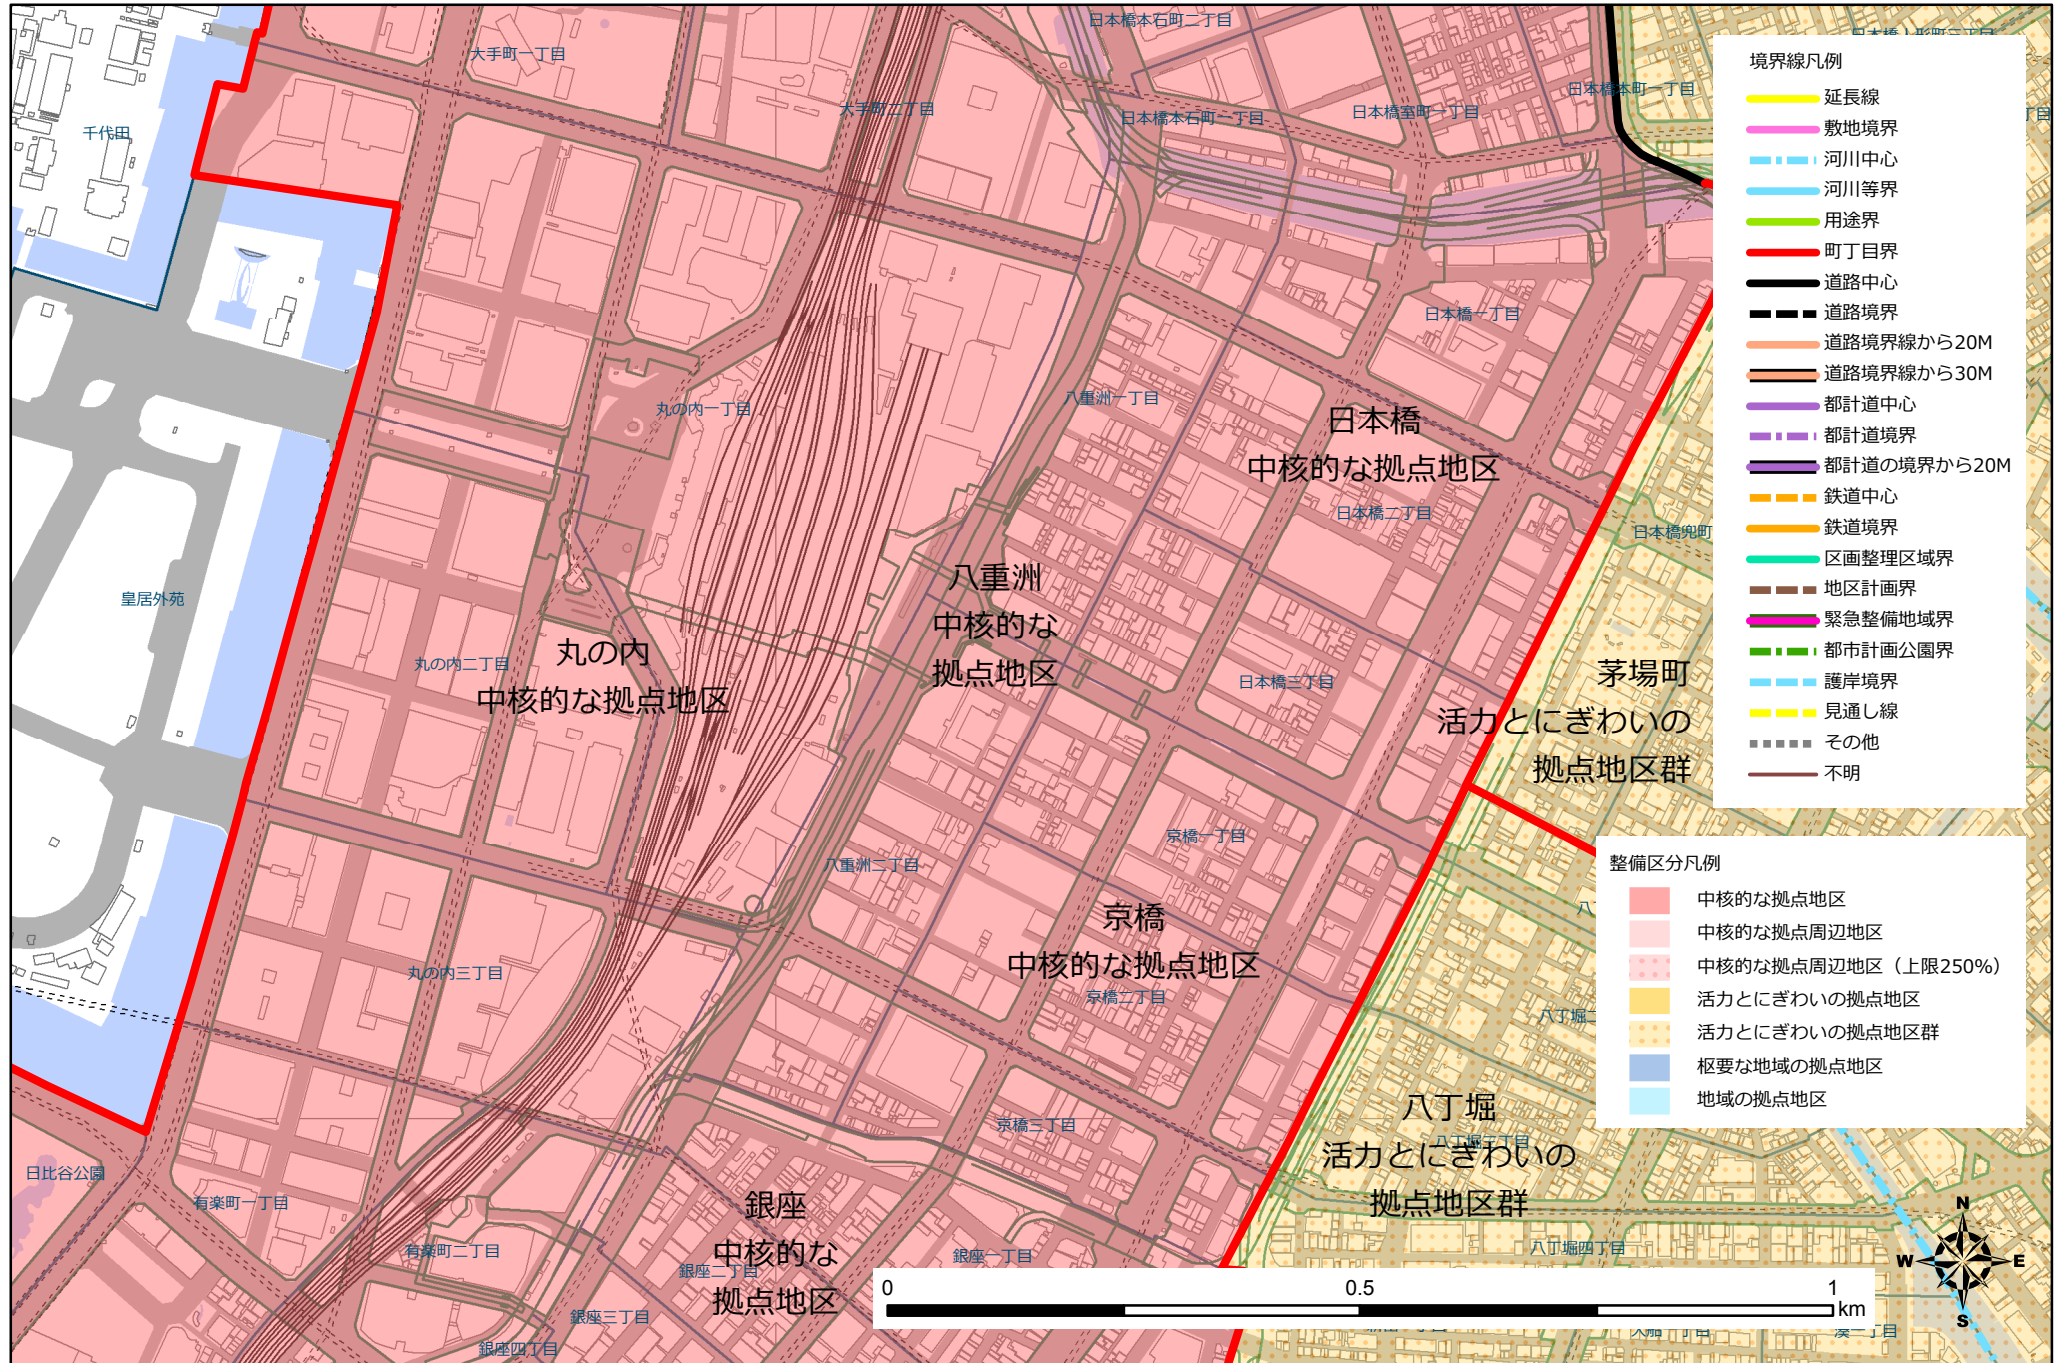 日本橋本石町二丁目
日本橋人形町三丁目
大手町一丁目
大手町二丁目
日本橋本町一丁目
日本橋室町一丁目
日本橋本石町一丁目
丁目
千代田
日本橋一丁目
丸の内一丁目
八重洲一丁目
日本橋
中核的な拠点地区
日本橋二丁目
日本橋兜町
皇居外苑
八重洲
中核的な
拠点地区
丸の内二丁目
丸の内
中核的な拠点地区
日本橋三丁目
茅場町
活力とにぎわいの
拠点地区群
京橋一丁目
八重洲二丁目
京橋
中核的な拠点地区
京橋二丁目
丸の内三丁目
八丁堀二
八丁堀
八丁堀三丁目
活力とにぎわいの
拠点地区群
京橋三丁目
日比谷公園
有楽町一丁目
有楽町二丁目
銀座
中核的な
拠点地区
銀座一丁目
銀座二丁目
銀座三丁目
銀座四丁目
八丁堀四丁目
湊一丁目
境界線凡例
延長線
敷地境界
河川中心
河川等界
用途界
町丁目界
道路中心
道路境界
道路境界線から20M
道路境界線から30M
都計道中心
都計道境界
都計道の境界から20M
鉄道中心
鉄道境界
区画整理区域界
地区計画界
緊急整備地域界
都市計画公園界
護岸境界
見通し線
その他
不明
整備区分凡例
中核的な拠点地区
中核的な拠点周辺地区
中核的な拠点周辺地区（上限250%）
活力とにぎわいの拠点地区
活力とにぎわいの拠点地区群
枢要な地域の拠点地区
地域の拠点地区
N
W
E
S
0
0.5
1
km